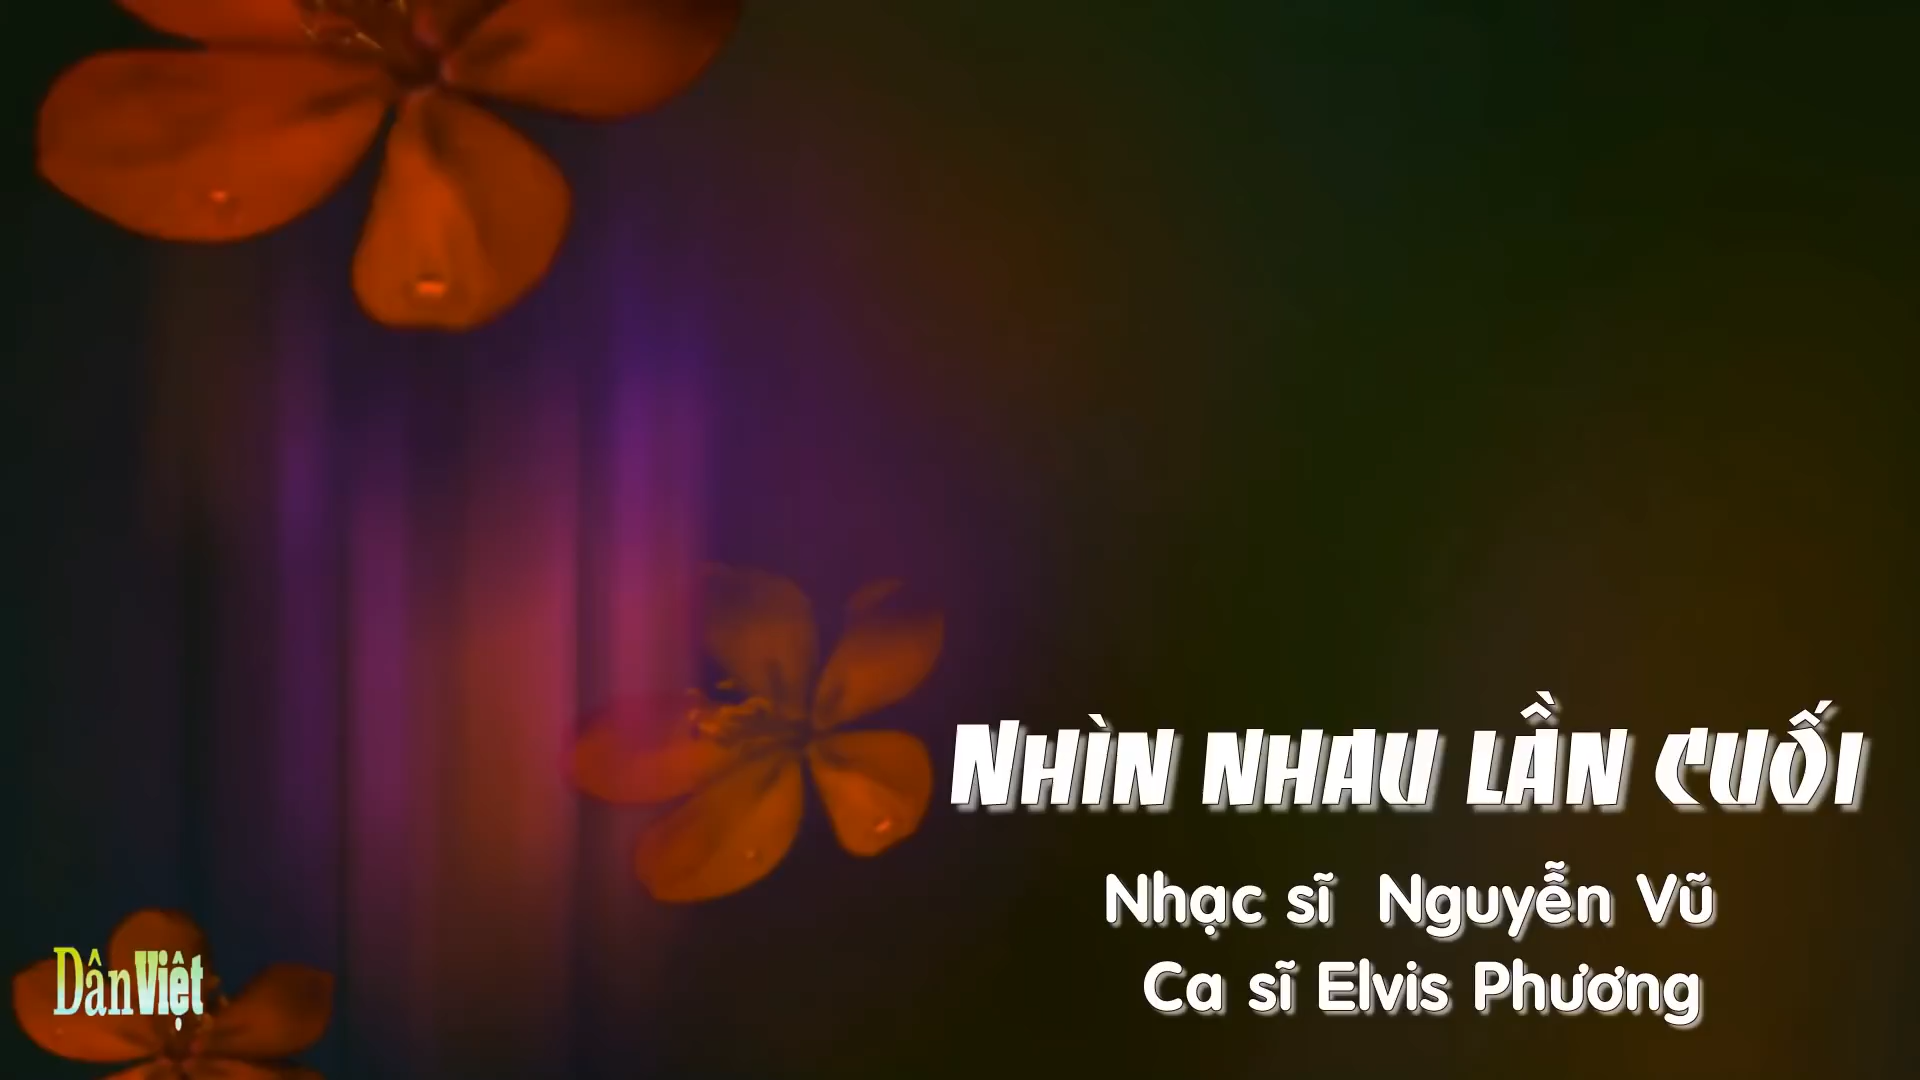 Nhìn nhau lần cuối
Nhạc sĩ Nguyễn Vũ
Ca sĩ Elvis Phương
DânViệt